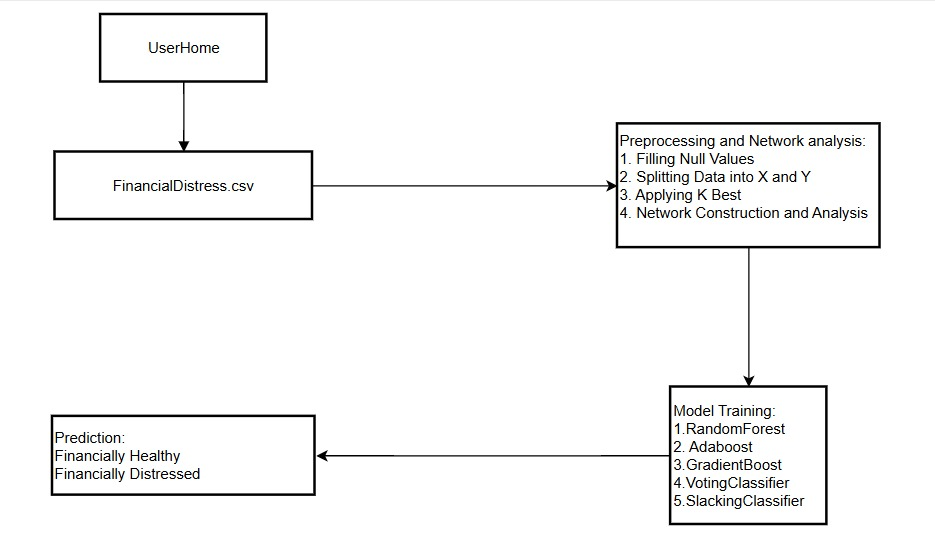 UserHome
FinancialDistress.csv
Preprocessing and Network analysis:
1. Filling Null Values
2. Splitting Data into X and Y
3. Applying K Best
4. Network Construction and Analysis
Model Training:
1.RandomForest
2. Adaboost
3.GradientBoost
4.VotingClassifier
5.SlackingClassifier
Prediction:
Financially Healthy
Financially Distressed